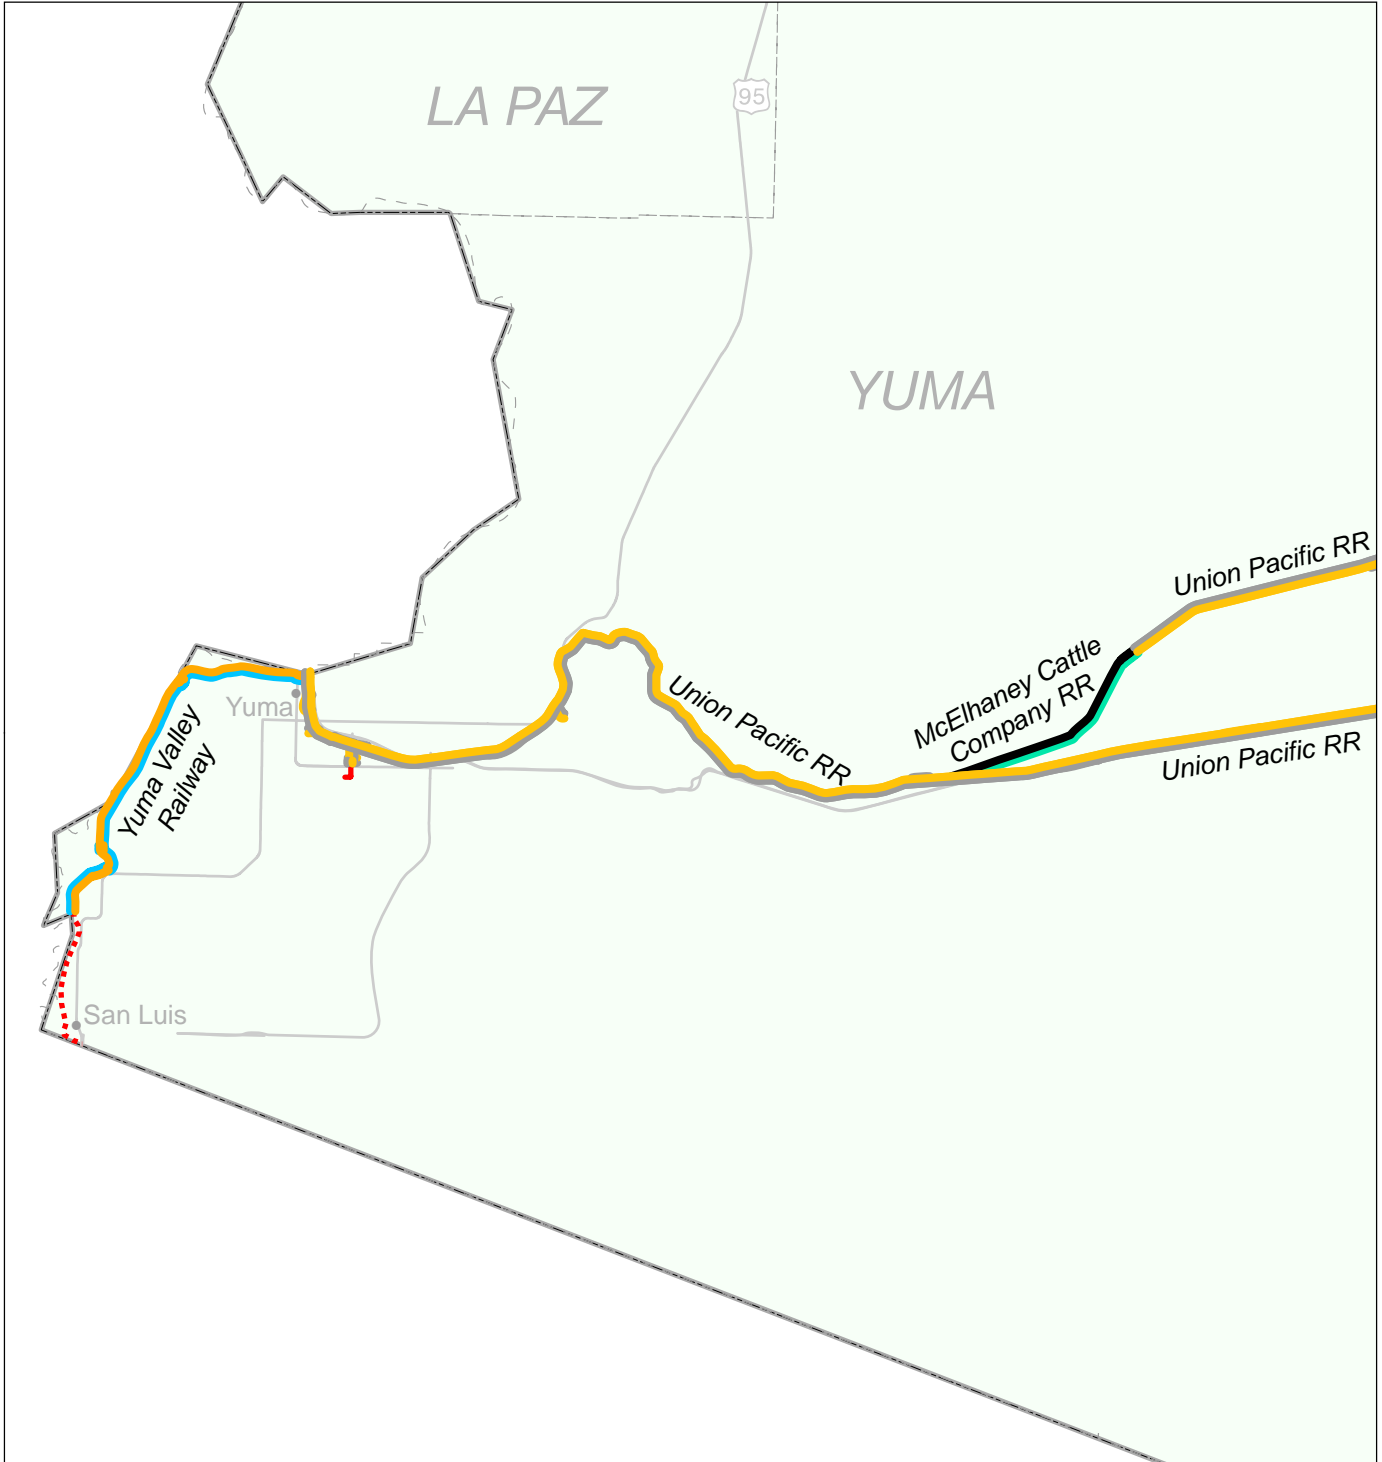 LA PAZ
95
YUMA
Union Pacific RR
McElhaney Cattle
Company RR
Union Pacific RR
Union Pacific RR
Yuma
Yuma Valley
Railway
San Luis